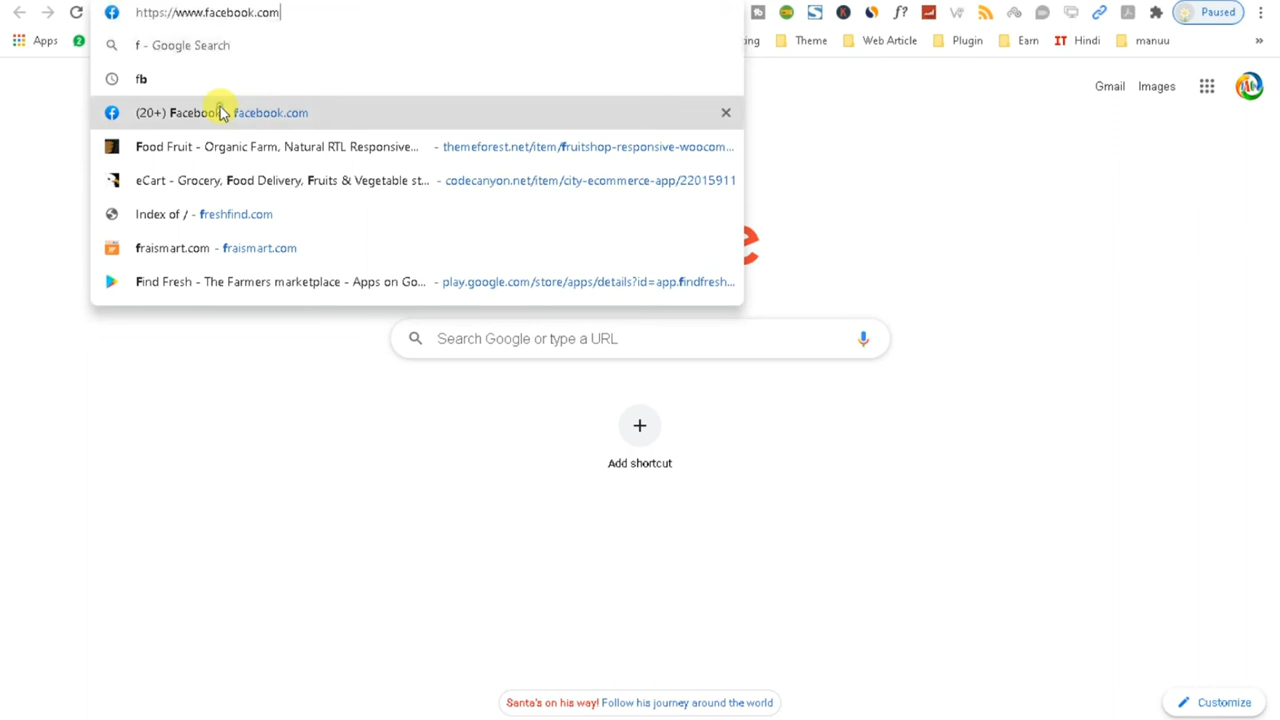 https://www.facebook.com
Paused
f - Google Search
Apps
2
Theme
Web Article
Plugin
Earn
IT Hindi
manuu
»
fb
Gmail
Images
(20+) Facebook facebook.com
Food Fruit - Organic Farm, Natural RTL Responsive... - themeforest.net/item/fruitshop-responsive-woocom...
eCart - Grocery, Food Delivery, Fruits & Vegetable st... - codecanyon.net/item/city-ecommerce-app/22015911
Index of / - freshfind.com
fraismart.com - fraismart.com
Find Fresh - The Farmers marketplace - Apps on Go... - play.google.com/store/apps/details?id=app.findfresh...
Search Google or type a URL
Add shortcut
Santa's on his way! Follow his journey around the world
Customize